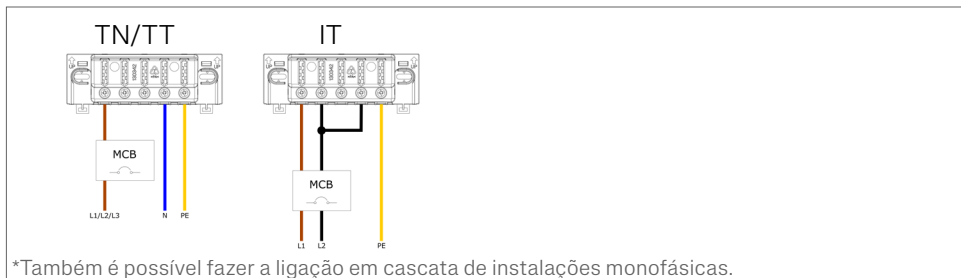 TN/TT
IT
MCB
MCB
L1/L2/L3
N
PE
L1
L2
PE
*Também é possível fazer a ligação em cascata de instalações monofásicas.